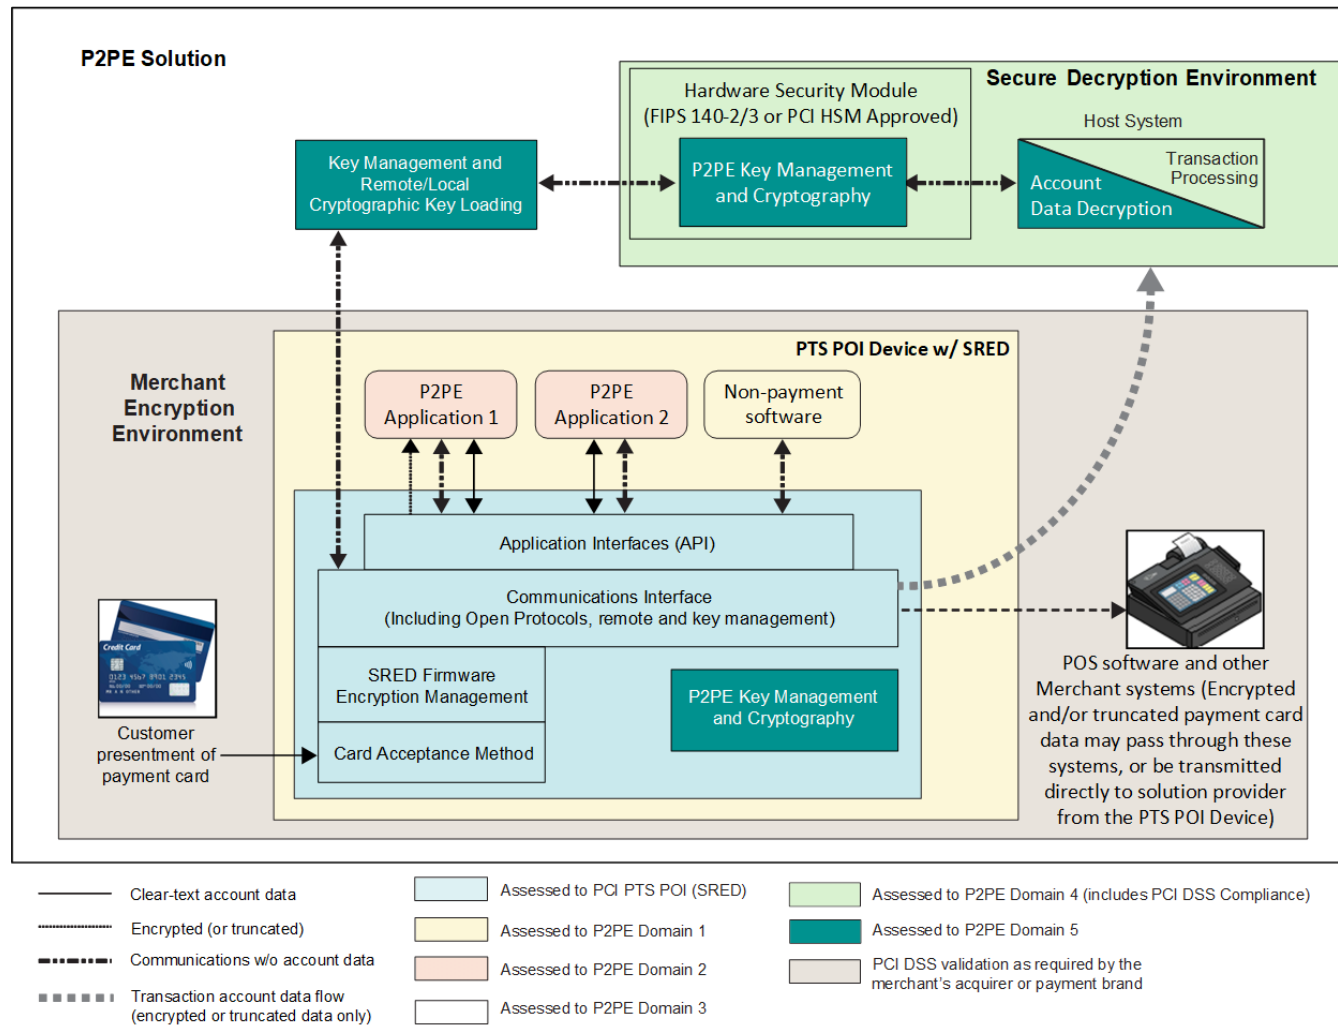 P2PE Solution
Secure Decryption Environment
Hardware Security Module
(FIPS 140-2/3 or PCI HSM Approved)
Host System
Key Management and
Remote/Local
Cryptographic Key Loading
P2PE Key Management
and Cryptography
Transaction
Processing
Account
Data Decryption
Merchant
Encryption
Environment
PTS POI Device w/ SRED
P2PE
Application 1
P2PE
Application 2
Non-payment
software
Application Interfaces (API)
Communications Interface
(Including Open Protocols, remote and key management)
SRED Firmware
Encryption Management
P2PE Key Management
and Cryptography
Card Acceptance Method
Credit Card
0123 4567 8901 2345
Customer
presentment of
payment card
POS software and other
Merchant systems (Encrypted
and/or truncated payment card
data may pass through these
systems, or be transmitted
directly to solution provider
from the PTS POI Device)
Clear-text account data
Encrypted (or truncated)
Communications w/o account data
Transaction account data flow
(encrypted or truncated data only)
Assessed to PCI PTS POI (SRED)
Assessed to P2PE Domain 1
Assessed to P2PE Domain 2
Assessed to P2PE Domain 3
Assessed to P2PE Domain 4 (includes PCI DSS Compliance)
Assessed to P2PE Domain 5
PCI DSS validation as required by the
merchant's acquirer or payment brand